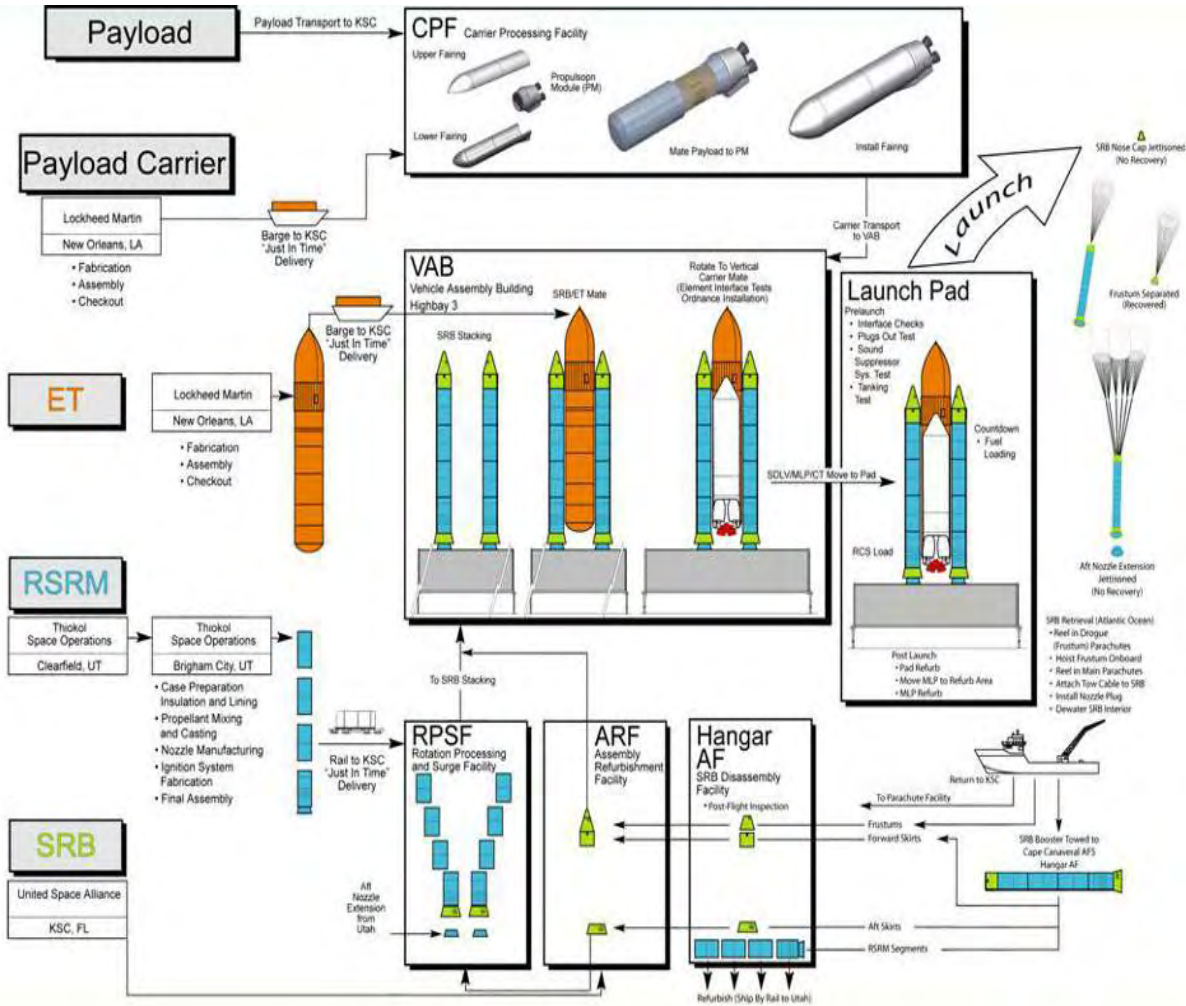 Payload
Payload Transport to KSC
CPF Carrier Processing Facility
Upper Fairing
Propulsopn
Module (PM)
Lower Fairing
Mate Payload to PM
Install Fairing
Payload Carrier
Lockheed Martin
New Orleans, LA
• Fabrication
• Assembly
• Checkout
Barge to KSC
"Just In Time"
Delivery
Carrier Transport
to VAB
Launch
SRB Nose Cap Jettisoned
(No Recovery)
Frustum Separated
(Recovered)
VAB
Vehicle Assembly Building
Highbay 3
SRB Stacking
SRB/ET Mate
Rotate To Vertical
Carrier Mate
(Element Interface Tests
Ordnance Installation)
Barge to KSC
"Just In Time"
Delivery
ET
Lockheed Martin
New Orleans, LA
• Fabrication
• Assembly
• Checkout
SDLV/MLP/CT Move to Pad
Launch Pad
Prelaunch
• Interface Checks
• Plugs Out Test
• Sound
Suppressor
Sys. Test
• Tanking
Test
Countdown
• Fuel
Loading
RCS Load
Post Launch
• Pad Refurb
• Move MLP to Refurb Area
• MLP Refurb
Aft Nozzle Extension
Jettisoned
(No Recovery)
SRB Retrieval (Atlantic Ocean)
• Reel in Drogue
(Frustum) Parachutes
• Hoist Frustum Onboard
• Reel in Main Parachutes
• Attach Tow Cable to SRB
• Install Nozzle Plug
• Dewater SRB Interior
RSRM
Thiokol
Space Operations
Clearfield, UT
Thiokol
Space Operations
Brigham City, UT
• Case Preparation
Insulation and Lining
• Propellant Mixing
and Casting
• Nozzle Manufacturing
• Ignition System
Fabrication
• Final Assembly
Rail to KSC
"Just In Time"
Delivery
To SRB Stacking
RPSF
Rotation Processing
and Surge Facility
Aft
Nozzle
Extension
from
Utah
ARF
Assembly
Refurbishment
Facility
Hangar
AF
SRB Disassembly
Facility
• Post-Flight Inspection
Return to KSC
To Parachute Facility
Frustums
Forward Skirts
SRB Booster Towed to
Cape Canaveral AFS
Hangar AF
Aft Skirts
RSRM Segments
Refurbish (Ship By Rail to Utah)
SRB
United Space Alliance
KSC, FL